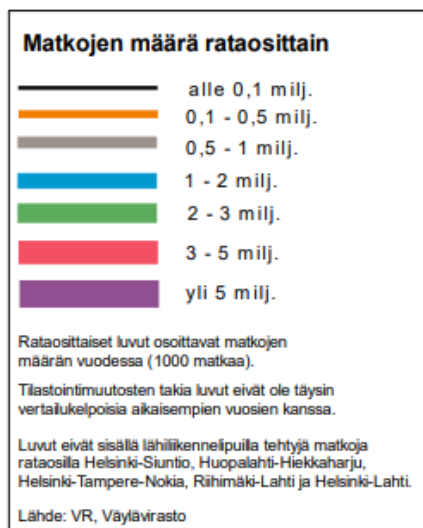 Matkojen määrä rataosittain
alle 0,1 milj.
0,1 - 0,5 milj.
0,5 - 1 milj.
1 - 2 milj.
2 - 3 milj.
3 - 5 milj.
yli 5 milj.
Rataosittaiset luvut osoittavat matkojen
määrän vuodessa (1000 matkaa).
Tilastointimuutosten takia luvut eivät ole täysin
vertailukelpoisia aikaisempien vuosien kanssa.
Luvut eivät sisällä lähiliikennelipuilla tehtyjä matkoja
rataosilla Helsinki-Siuntio, Huopalahti-Hiekkaharju,
Helsinki-Tampere-Nokia, Riihimäki-Lahti ja Helsinki-Lahti.
Lähde: VR, Väylävirasto